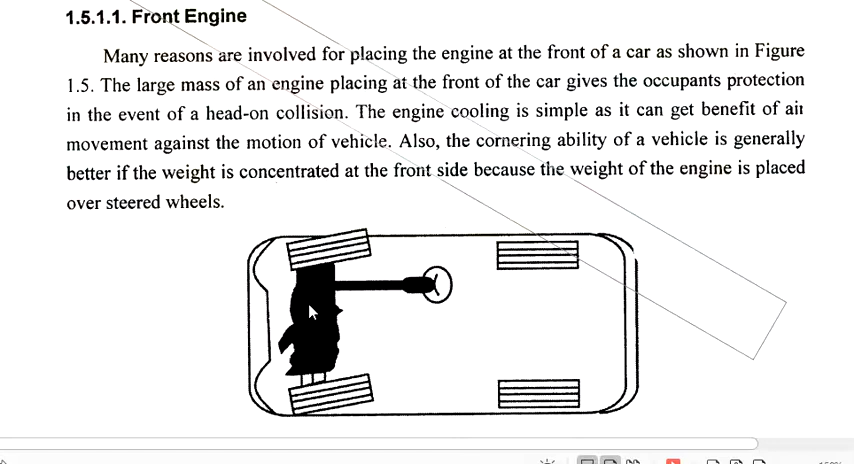 1.5.1.1. Front Engine
Many reasons are involved for placing the engine at the front of a car as shown in Figure
1.5. The large mass of an engine placing at the front of the car gives the occupants protection
in the event of a head-on collision. The engine cooling is simple as it can get benefit of air
movement against the motion of vehicle. Also, the cornering ability of a vehicle is generally
better if the weight is concentrated at the front side because the weight of the engine is placed
over steered wheels.